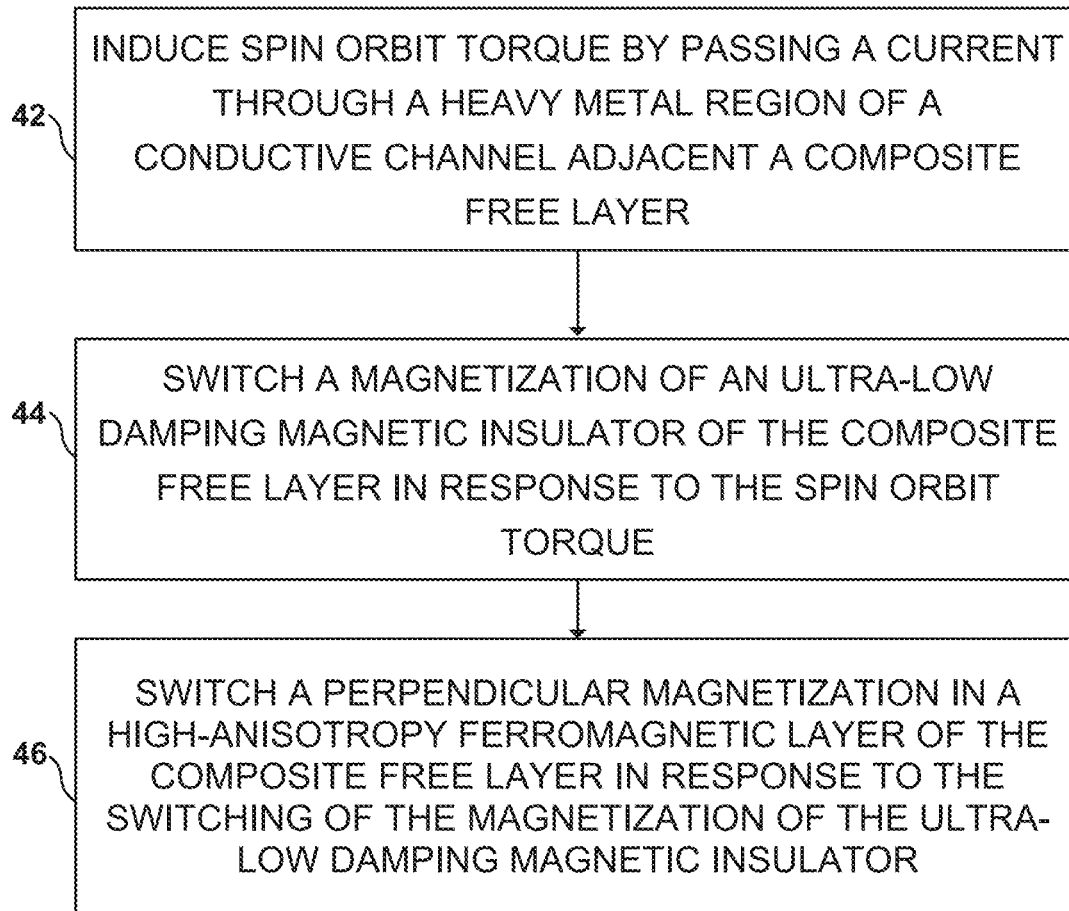 42
INDUCE SPIN ORBIT TORQUE BY PASSING A CURRENT
THROUGH A HEAVY METAL REGION OF A
CONDUCTIVE CHANNEL ADJACENT A COMPOSITE
FREE LAYER
44
SWITCH A MAGNETIZATION OF AN ULTRA-LOW
DAMPING MAGNETIC INSULATOR OF THE COMPOSITE
FREE LAYER IN RESPONSE TO THE SPIN ORBIT
TORQUE
46
SWITCH A PERPENDICULAR MAGNETIZATION IN A
HIGH-ANISOTROPY FERROMAGNETIC LAYER OF THE
COMPOSITE FREE LAYER IN RESPONSE TO THE
SWITCHING OF THE MAGNETIZATION OF THE ULTRA-
LOW DAMPING MAGNETIC INSULATOR